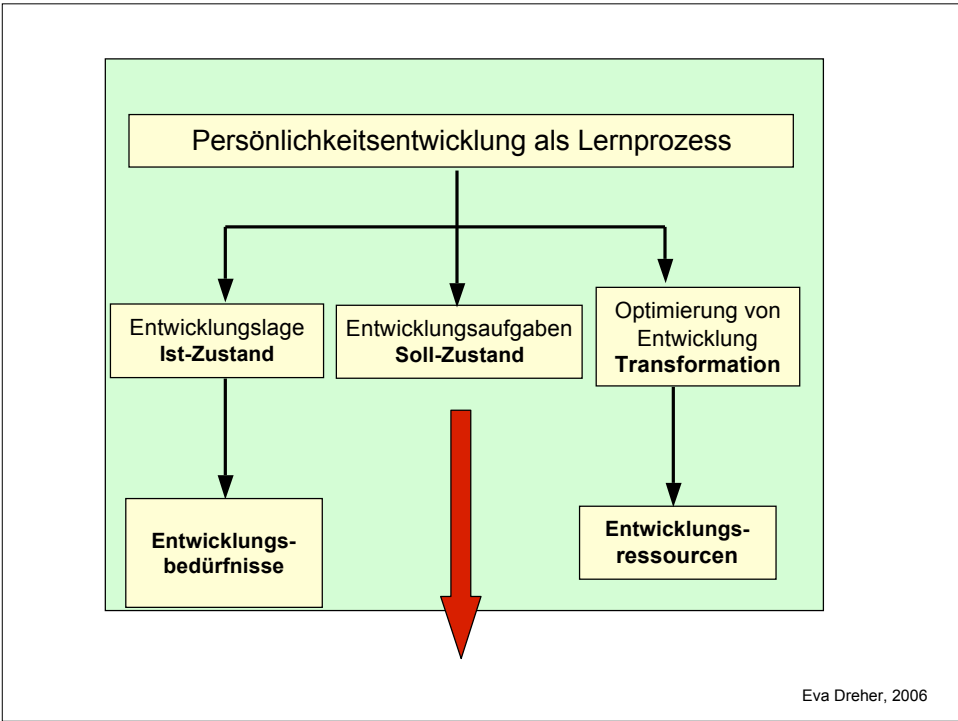 Persönlichkeitsentwicklung als Lernprozess
Entwicklungslage
Ist-Zustand
Entwicklungsaufgaben
Soll-Zustand
Optimierung von
Entwicklung
Transformation
Entwicklungs-
bedürfnisse
Entwicklungs-
ressourcen
Eva Dreher, 2006